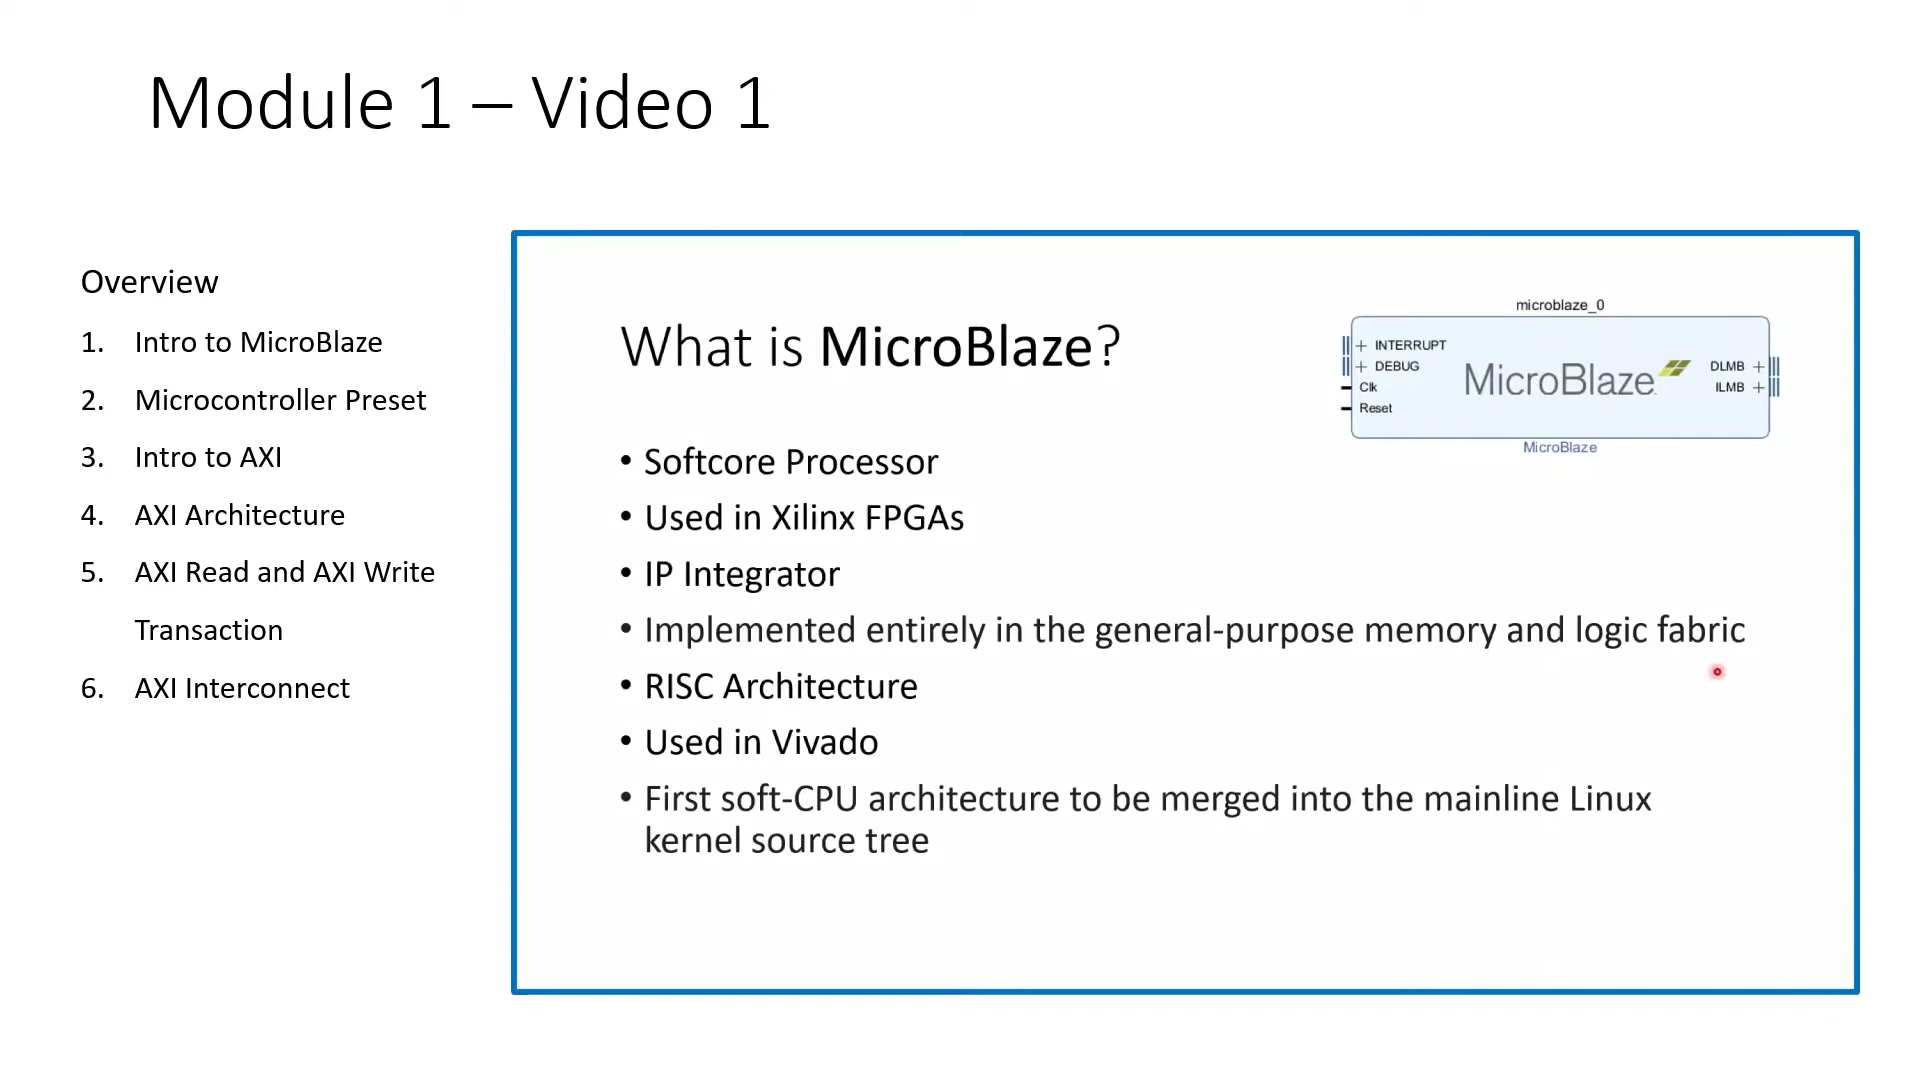 Module 1 – Video 1
Overview
1. Intro to MicroBlaze
2. Microcontroller Preset
3. Intro to AXI
4. AXI Architecture
5. AXI Read and AXI Write
Transaction
6. AXI Interconnect
What is MicroBlaze?
• Softcore Processor
• Used in Xilinx FPGAs
• IP Integrator
• Implemented entirely in the general-purpose memory and logic fabric
• RISC Architecture
• Used in Vivado
• First soft-CPU architecture to be merged into the mainline Linux
kernel source tree
microblaze_0
INTERRUPT
DEBUG
Clk
Reset
MicroBlaze
DLMB
ILMB
MicroBlaze